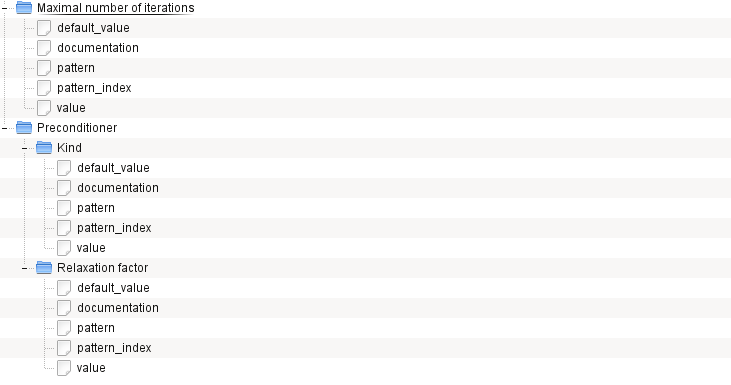 Maximal number of iterations
default_value
documentation
pattern
pattern_index
value
Preconditioner
Kind
default_value
documentation
pattern
pattern_index
value
Relaxation factor
default_value
documentation
pattern
pattern_index
value